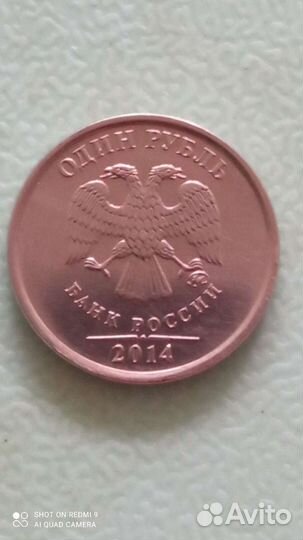 ОДИН РУБЛЬ
БАНК РОССИИ
2014
SHOT ON REDMI 9
AI QUAD CAMERA
Avito